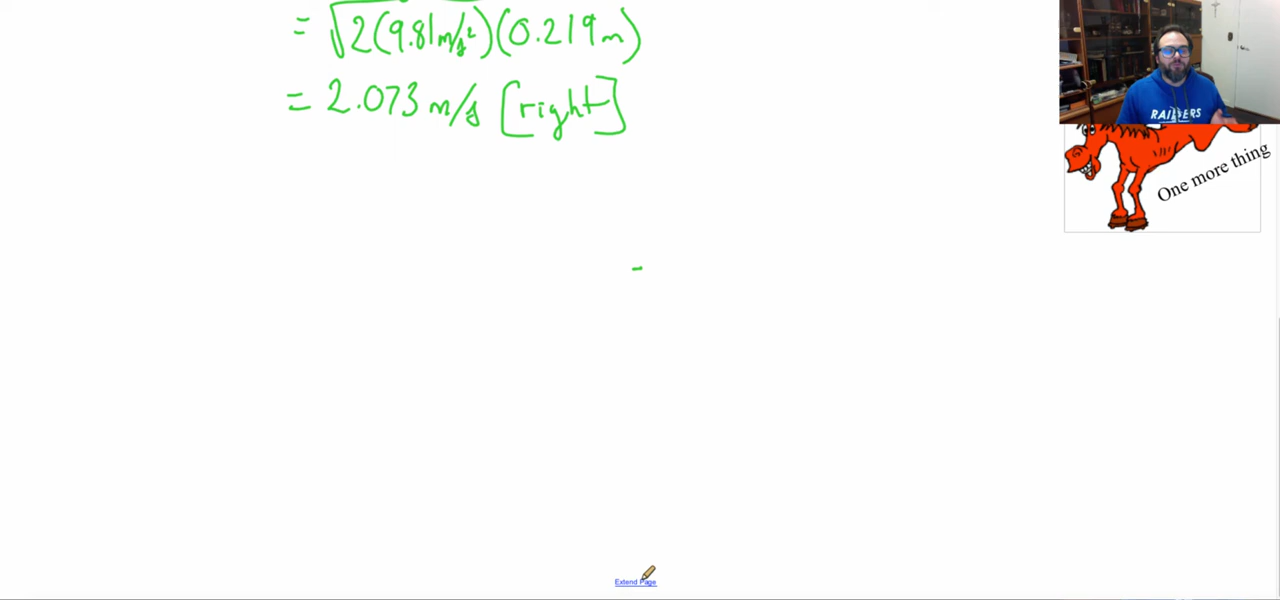 = √2(9.81m/s²)(0.219m)
= 2.073 m/s [right]
RAIDERS
One more thing
-
Extend Page